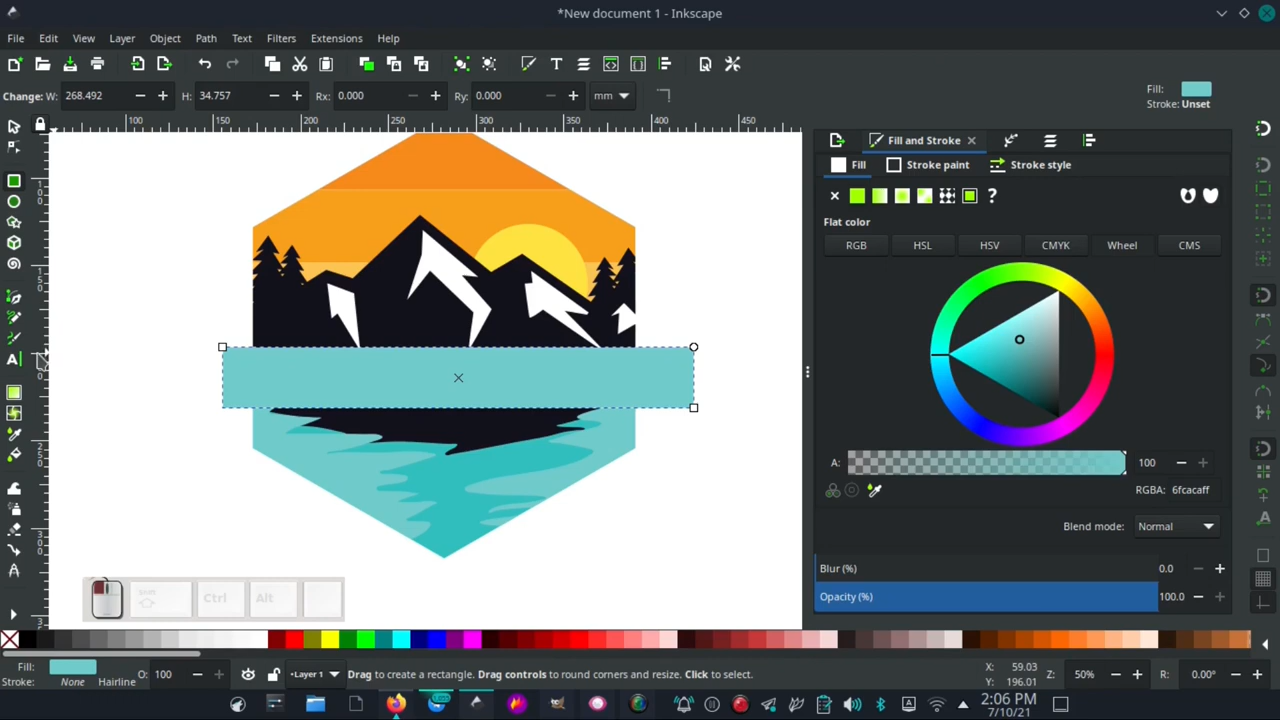 *New document 1 - Inkscape
File Edit View Layer Object Path Text Filters Extensions Help
Change: W: 268.492 H: 34.757 Rx: 0.000 Ry: 0.000 mm
Fill:
Stroke: Unset
100 150 200 250 300 350 400 450
Fill and Stroke
Fill Stroke paint Stroke style
?
Flat color
RGB HSL HSV CMYK Wheel CMS
A: 100
RGBA: 6fcacaff
Blend mode: Normal
Blur (%) 0.0
Opacity (%) 100.0
Shift Ctrl Alt
Fill:
Stroke: None Hairline
O: 100
•Layer 1
Drag to create a rectangle. Drag controls to round corners and resize. Click to select.
X: 59.03
Y: 196.01
Z: 50%
R: 0.00°
2:06 PM
7/10/21